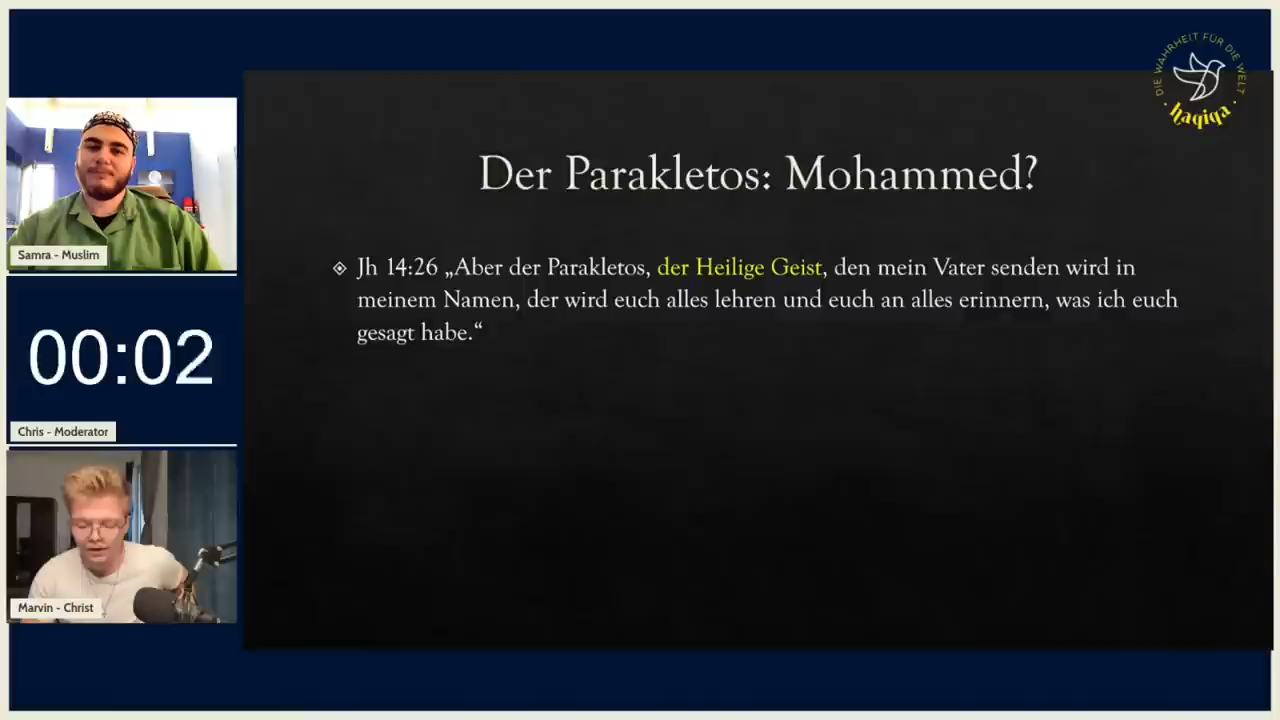 DIE WAHRHEIT FÜR DIE WELT
haqiqa
Samra - Muslim
00:02
Chris - Moderator
Marvin - Christ
Der Parakletos: Mohammed?
Jh 14:26 „Aber der Parakletos, der Heilige Geist, den mein Vater senden wird in
meinem Namen, der wird euch alles lehren und euch an alles erinnern, was ich euch
gesagt habe.“